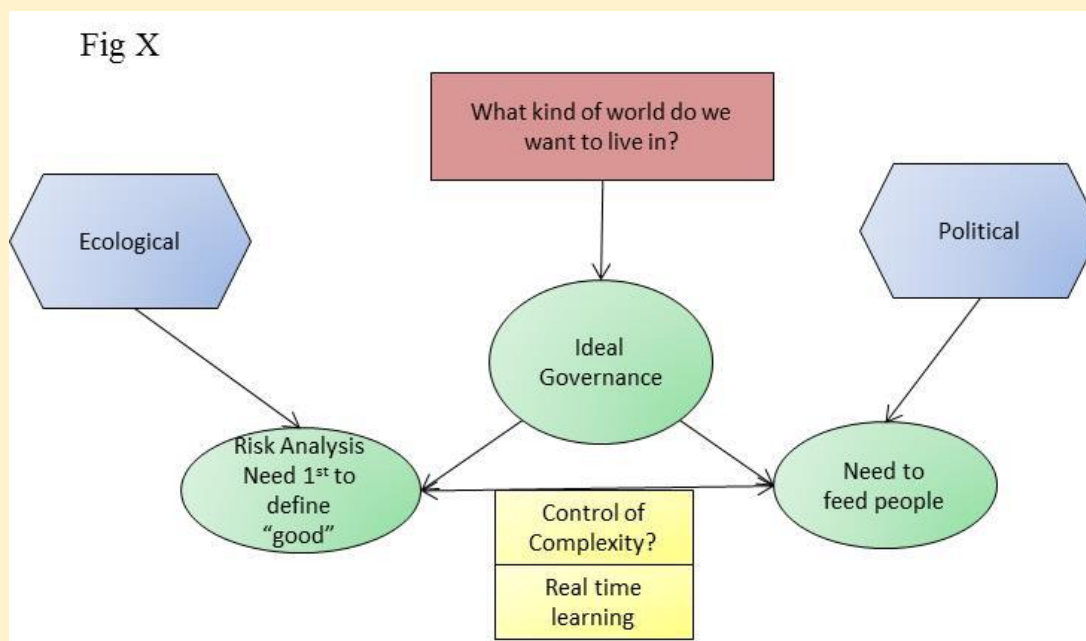 Fig X
What kind of world do we
want to live in?
Ecological
Political
Ideal
Governance
Risk Analysis
Need 1st to
define
“good”
Need to
feed people
Control of
Complexity?
Real time
learning